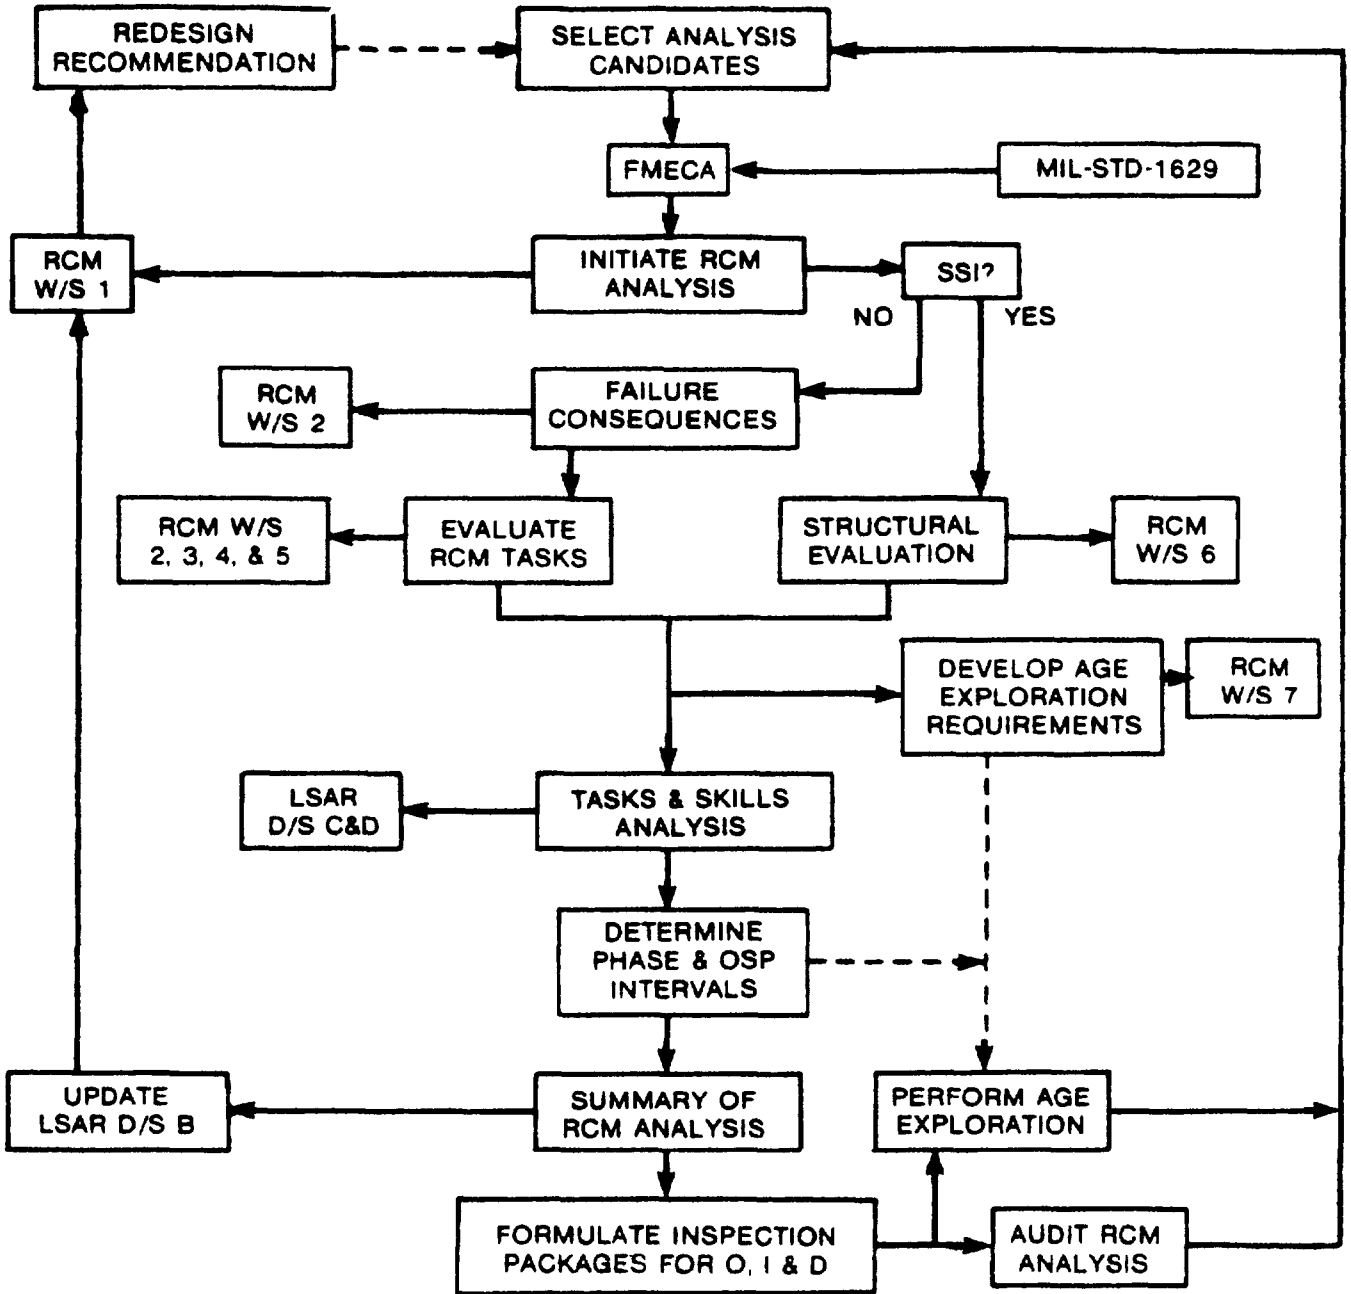 REDESIGN
RECOMMENDATION
SELECT ANALYSIS
CANDIDATES
FMECA
MIL-STD-1629
RCM
W/S 1
INITIATE RCM
ANALYSIS
SSI?
NO
YES
RCM
W/S 2
FAILURE
CONSEQUENCES
RCM W/S
2, 3, 4, & 5
EVALUATE
RCM TASKS
STRUCTURAL
EVALUATION
RCM
W/S 6
DEVELOP AGE
EXPLORATION
REQUIREMENTS
RCM
W/S 7
LSAR
D/S C&D
TASKS & SKILLS
ANALYSIS
DETERMINE
PHASE & OSP
INTERVALS
UPDATE
LSAR D/S B
SUMMARY OF
RCM ANALYSIS
PERFORM AGE
EXPLORATION
FORMULATE INSPECTION
PACKAGES FOR O, I & D
AUDIT RCM
ANALYSIS